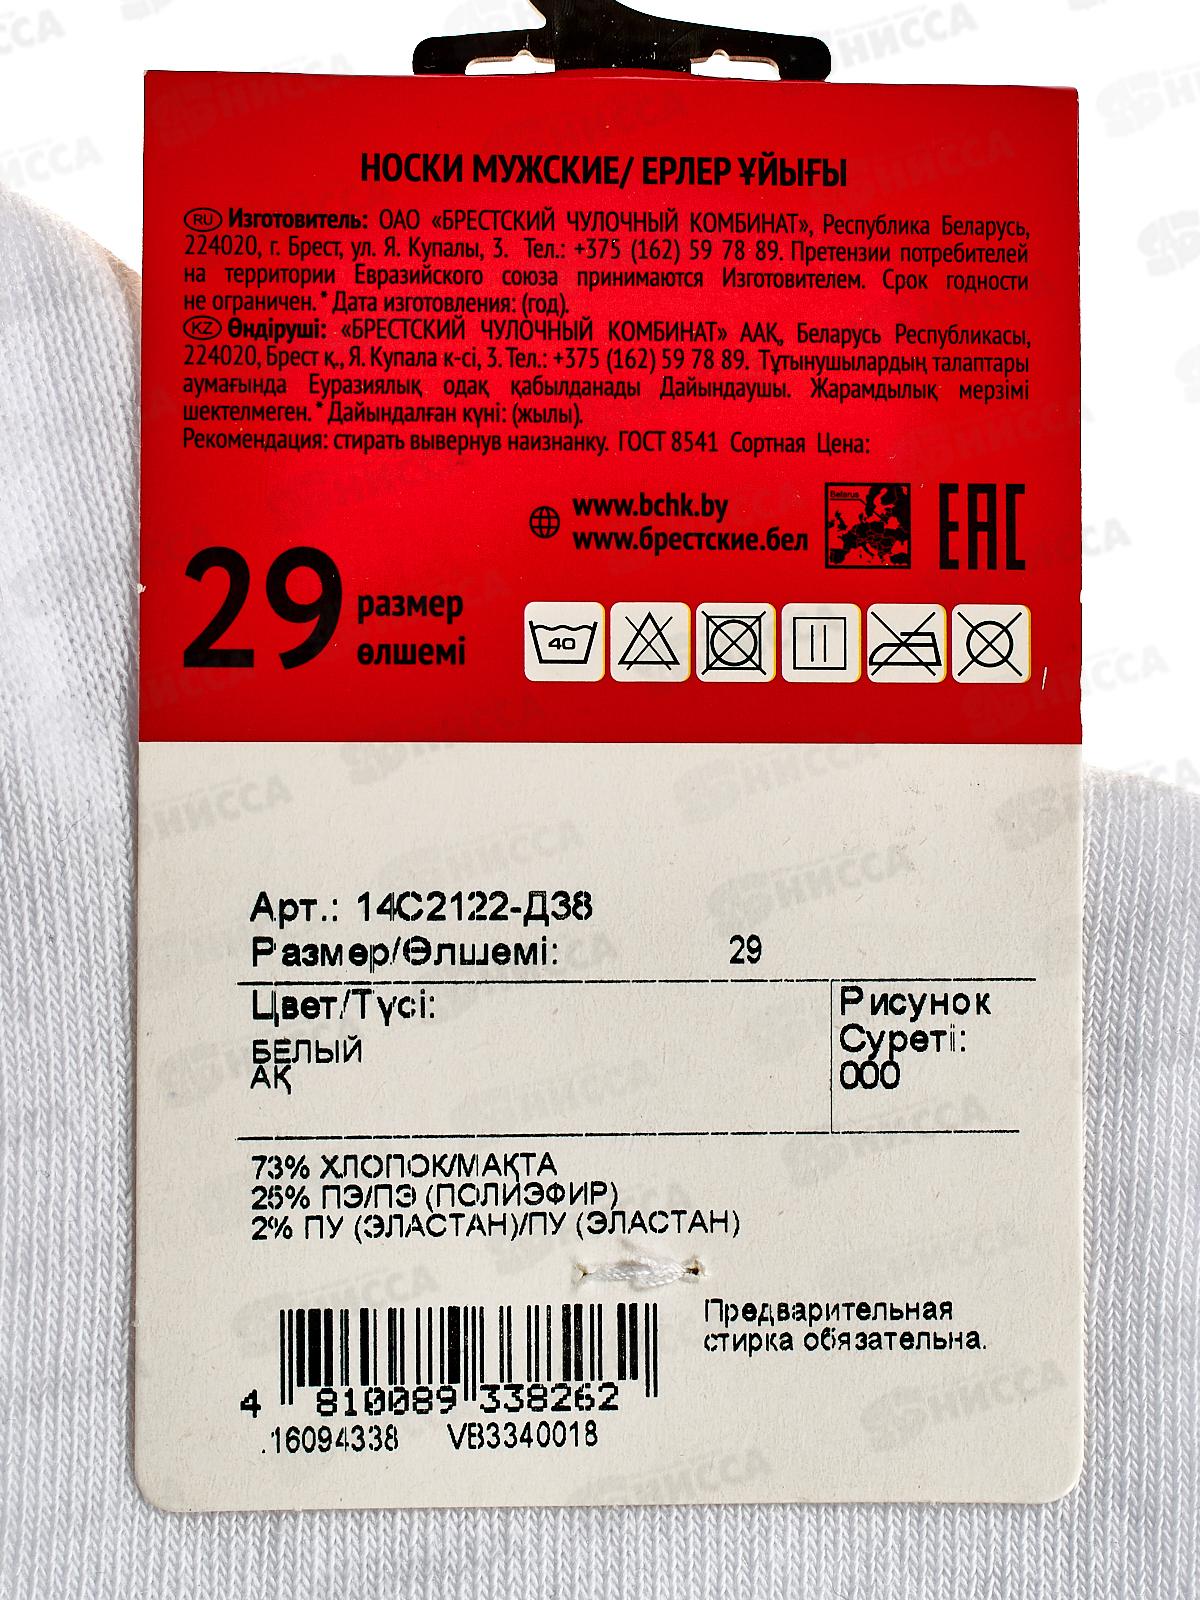 НОСКИ МУЖСКИЕ/ ЕРЛЕР ҰЙЫҒЫ
RU Изготовитель: ОАО «БРЕСТСКИЙ ЧУЛОЧНЫЙ КОМБИНАТ», Республика Беларусь,
224020, г. Брест, ул. Я. Купалы, 3. Тел.: +375 (162) 59 78 89. Претензии потребителей
на территории Евразийского союза принимаются Изготовителем. Срок годности
не ограничен. * Дата изготовления: (год).
KZ Өндіруші: «БРЕСТСКИЙ ЧУЛОЧНЫЙ КОМБИНАТ» ААҚ, Беларусь Республикасы,
224020, Брест қ., Я. Купала к-сі, 3. Тел.: +375 (162) 59 78 89. Тұтынушылардың талаптары
аумағында Еуразиялық одақ қабылданады Дайындаушы. Жарамдылық мерзімі
шектелмеген. * Дайындалған күні: (жылы).
Рекомендация: стирать вывернув наизнанку. ГОСТ 8541 Сортная Цена:
www.bchk.by
www.брестские.бел
Belarus
EAC
29 размер
өлшемі
40
Арт.: 14С2122-Д38
Размер/Өлшемі: 29
Цвет/Түсі:
БЕЛЫЙ
АҚ
Рисунок
Суреті:
000
73% ХЛОПОК/МАҚТА
25% ПЭ/ПЭ (ПОЛИЭФИР)
2% ПУ (ЭЛАСТАН)/ПУ (ЭЛАСТАН)
Предварительная
стирка обязательна.
4 810089 338262
.16094338 VB3340018
НИССА